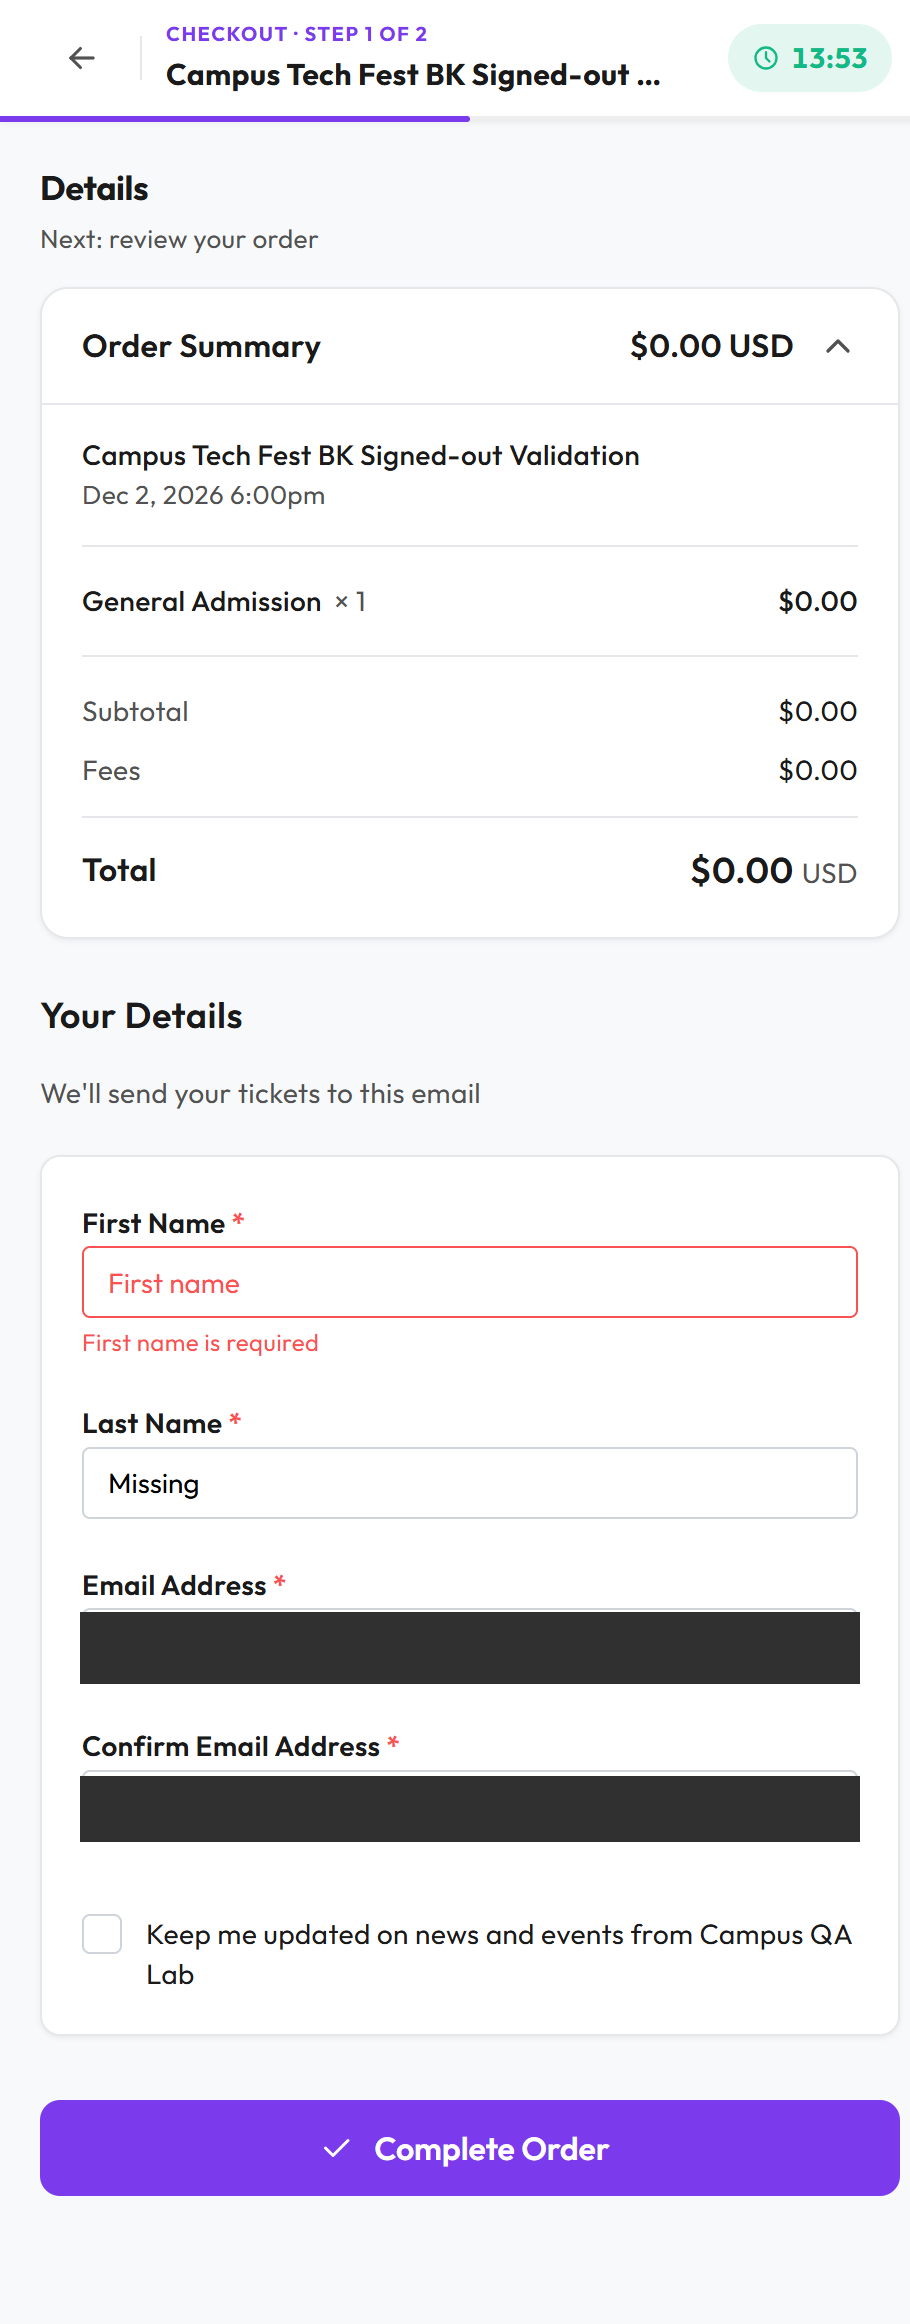 CHECKOUT · STEP 1 OF 2
Campus Tech Fest BK Signed-out ...
13:53
Details
Next: review your order
Order Summary $0.00 USD
Campus Tech Fest BK Signed-out Validation
Dec 2, 2026 6:00pm
General Admission × 1 $0.00
Subtotal $0.00
Fees $0.00
Total $0.00 USD
Your Details
We'll send your tickets to this email
First Name *
First name
First name is required
Last Name *
Missing
Email Address *
Confirm Email Address *
Keep me updated on news and events from Campus QA
Lab
Complete Order